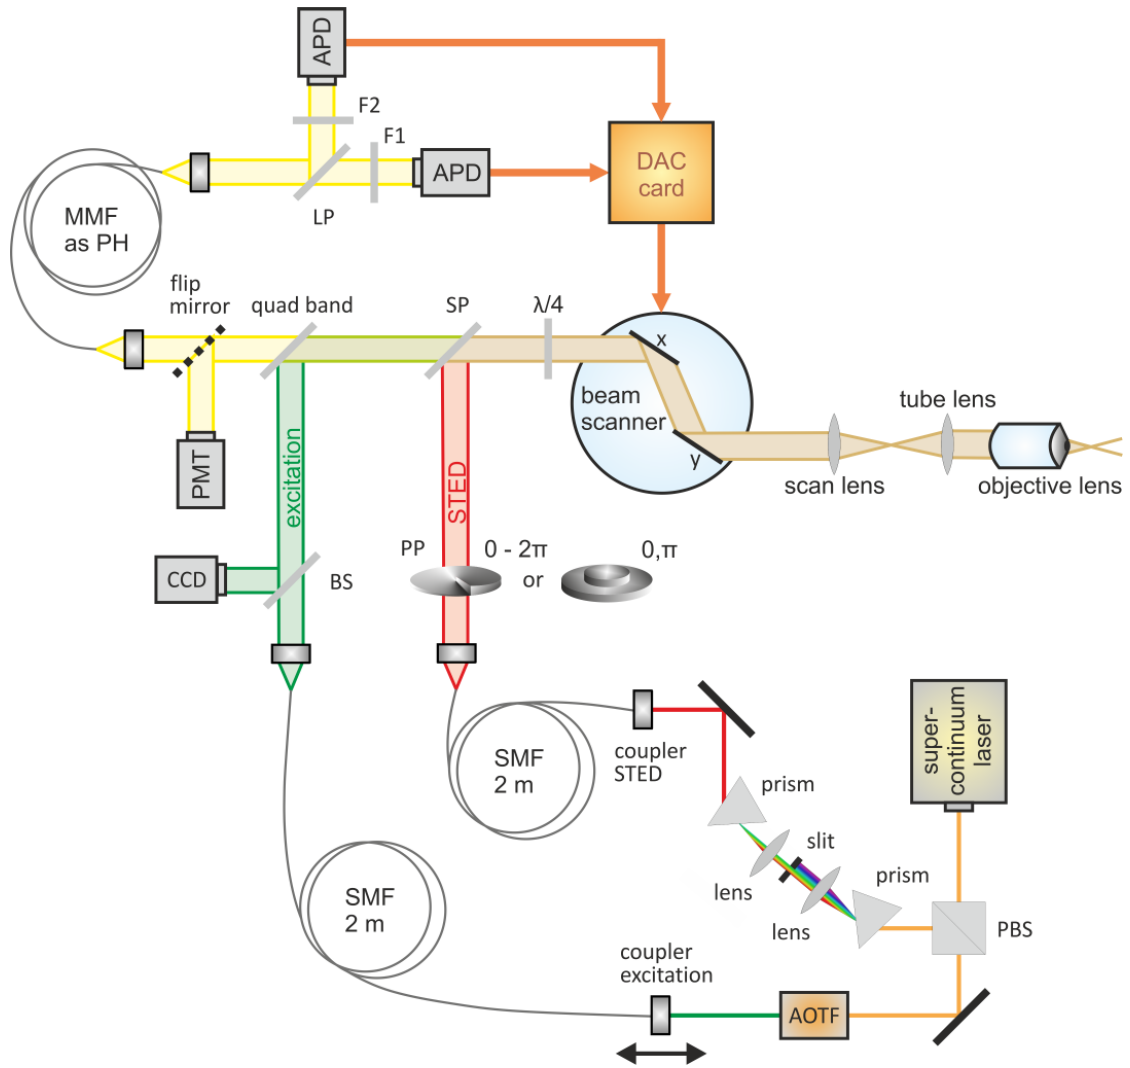 APD
F2
F1
APD
DAC
card
LP
MMF
as PH
flip
mirror
quad band
SP
λ/4
x
beam
scanner
y
tube lens
scan lens
objective lens
PMT
excitation
STED
CCD
BS
PP
0 - 2π
or
0,π
SMF
2 m
coupler
STED
prism
slit
lens
lens
prism
super-
continuum
laser
PBS
SMF
2 m
coupler
excitation
AOTF